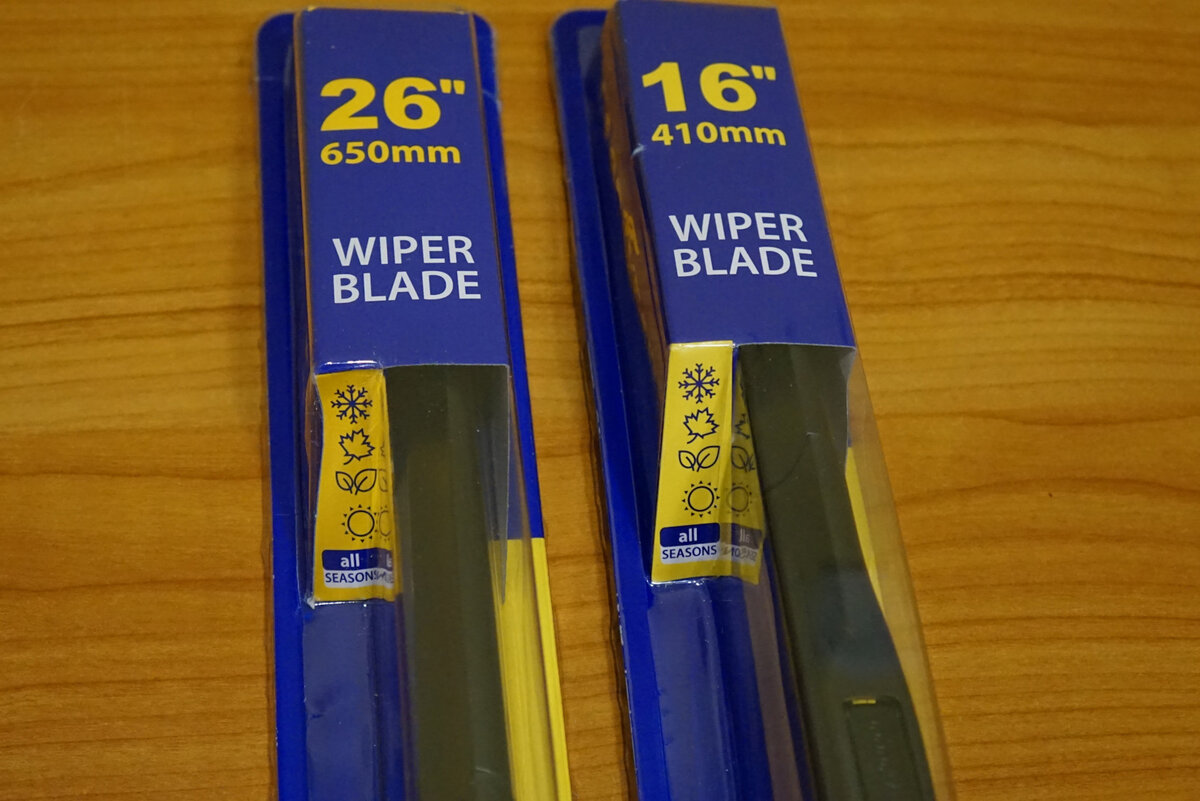 26"
650mm
WIPER
BLADE
all
SEASONS
16"
410mm
WIPER
BLADE
all
SEASONS